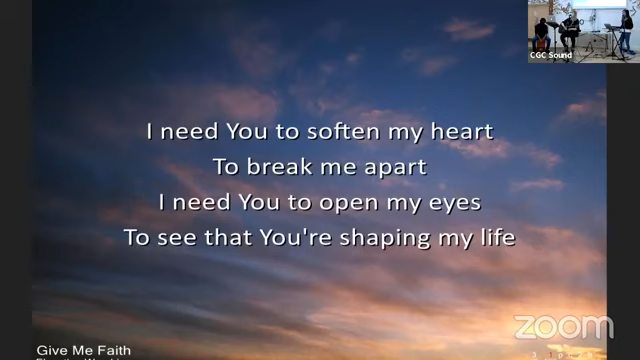 CGC Sound
I need You to soften my heart
To break me apart
I need You to open my eyes
To see that You're shaping my life
Give Me Faith
zoom